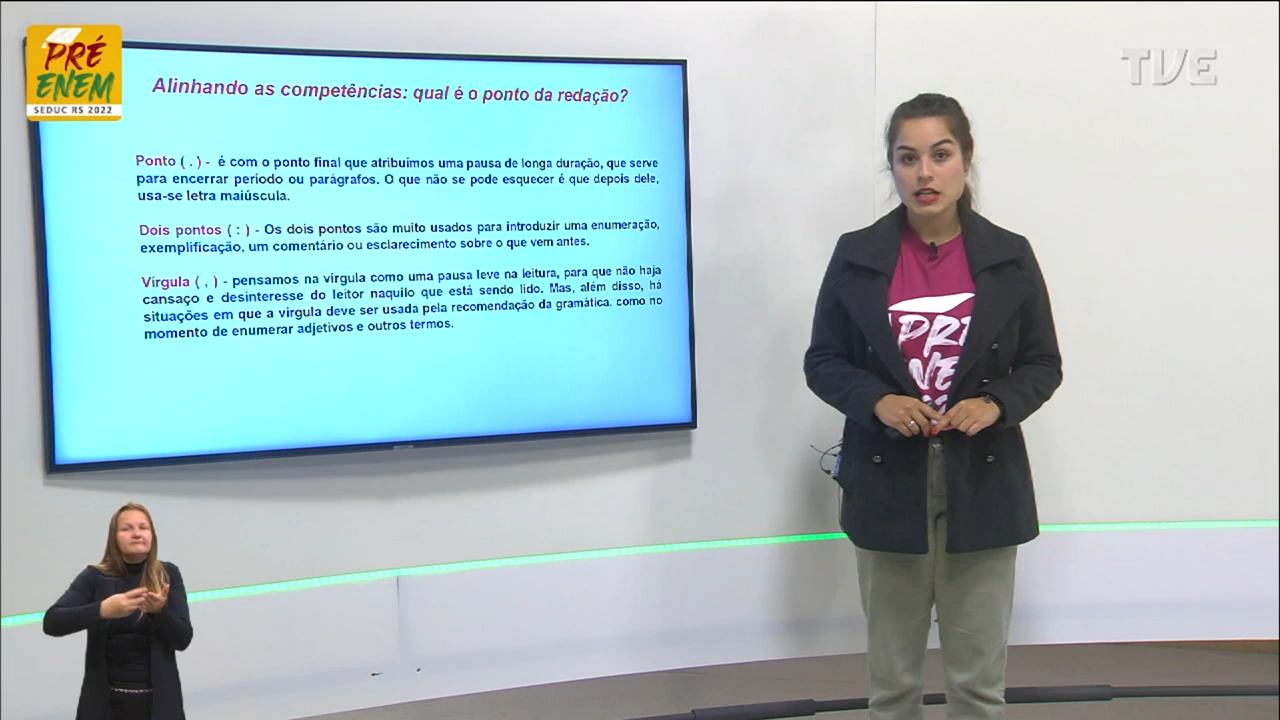 PRÉ
ENEM
SEDUC RS 2022
TVE
Alinhando as competências: qual é o ponto da redação?
Ponto ( . ) - é com o ponto final que atribuímos uma pausa de longa duração, que serve
para encerrar período ou parágrafos. O que não se pode esquecer é que depois dele,
usa-se letra maiúscula.
Dois pontos ( : ) - Os dois pontos são muito usados para introduzir uma enumeração,
exemplificação, um comentário ou esclarecimento sobre o que vem antes.
Vírgula ( , ) - pensamos na vírgula como uma pausa leve na leitura, para que não haja
cansaço e desinteresse do leitor naquilo que está sendo lido. Mas, além disso, há
situações em que a vírgula deve ser usada pela recomendação da gramática, como no
momento de enumerar adjetivos e outros termos.
PRÉ